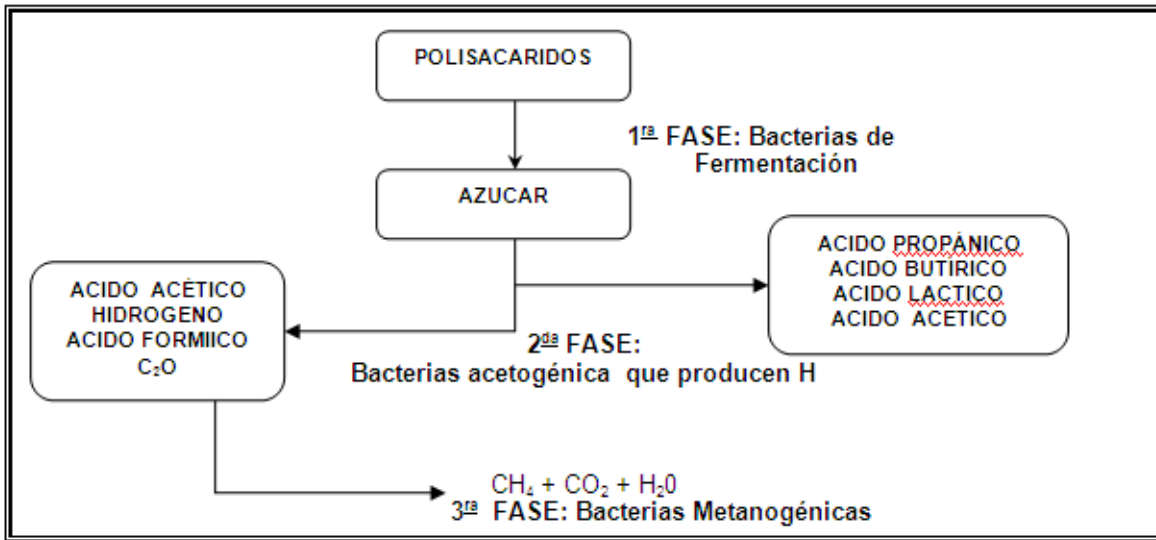 POLISACARIDOS
1ra FASE: Bacterias de
Fermentación
AZUCAR
ACIDO PROPÁNICO
ACIDO BUTÍRICO
ACIDO LACTICO
ACIDO ACETICO
ACIDO ACÉTICO
HIDROGENO
ACIDO FORMIICO
C₂O
2da FASE:
Bacterias acetogénica que producen H
CH₄ + CO₂ + H₂0
3ra FASE: Bacterias Metanogénicas